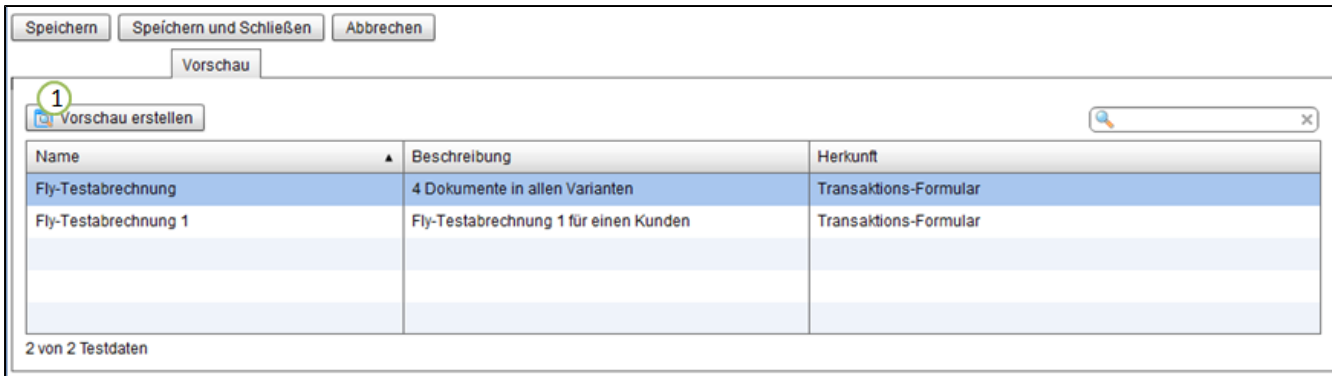 Speichern Speichern und Schließen Abbrechen
Vorschau
1
Vorschau erstellen
Name Beschreibung Herkunft
Fly-Testabrechnung 4 Dokumente in allen Varianten Transaktions-Formular
Fly-Testabrechnung 1 Fly-Testabrechnung 1 für einen Kunden Transaktions-Formular
2 von 2 Testdaten